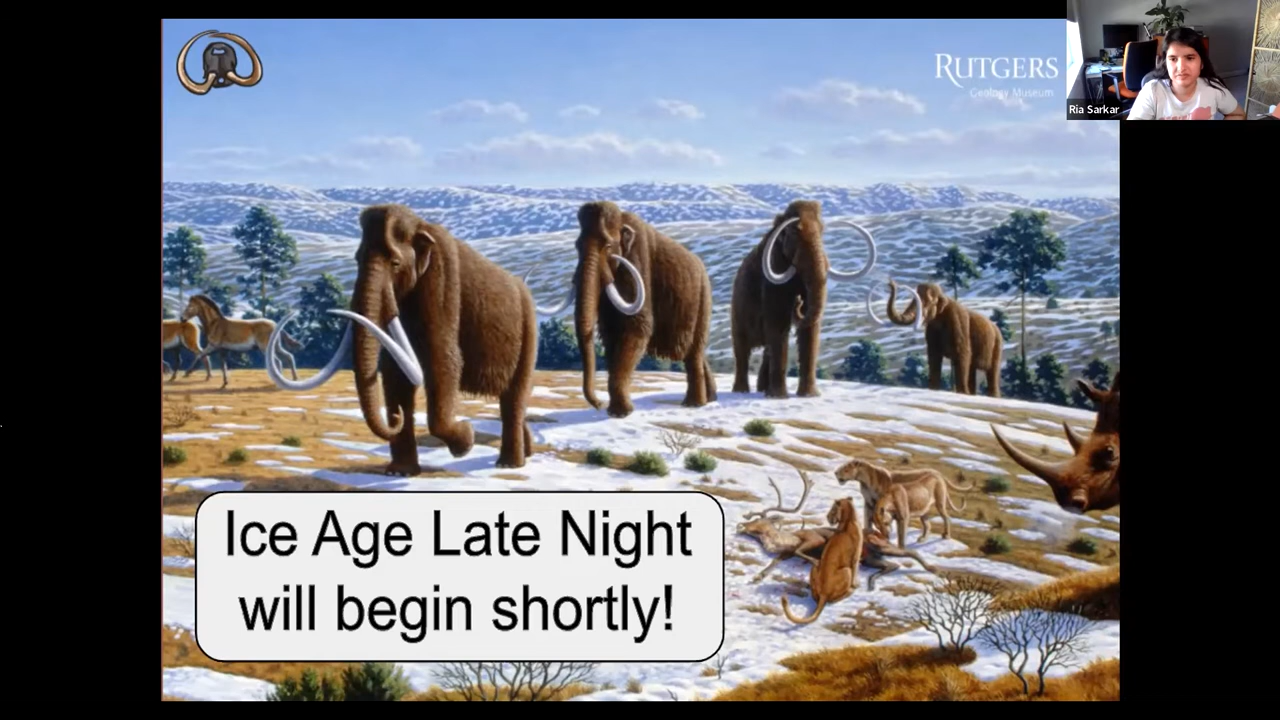 RUTGERS
Geology Museum
Ria Sarkar
Ice Age Late Night
will begin shortly!